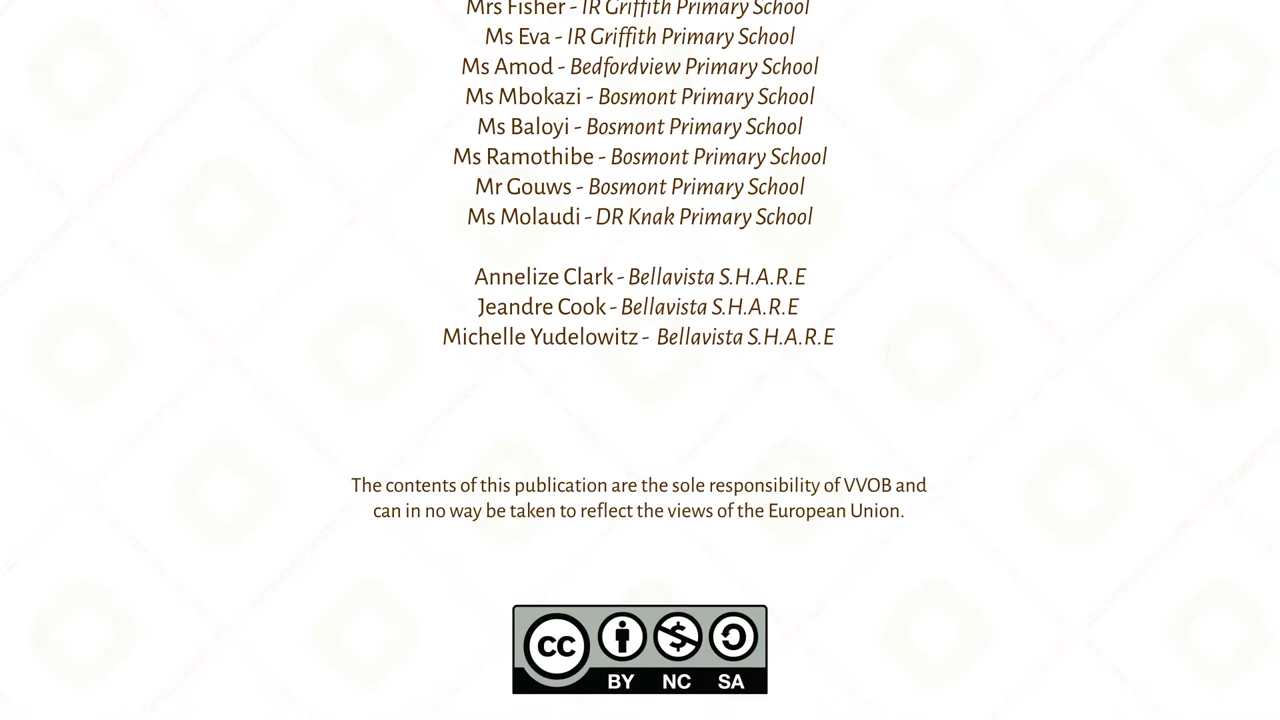 Mrs Fisher - IR Griffith Primary School
Ms Eva - IR Griffith Primary School
Ms Amod - Bedfordview Primary School
Ms Mbokazi - Bosmont Primary School
Ms Baloyi - Bosmont Primary School
Ms Ramothibe - Bosmont Primary School
Mr Gouws - Bosmont Primary School
Ms Molaudi - DR Knak Primary School
Annelize Clark - Bellavista S.H.A.R.E
Jeandre Cook - Bellavista S.H.A.R.E
Michelle Yudelowitz - Bellavista S.H.A.R.E
The contents of this publication are the sole responsibility of VVOB and
can in no way be taken to reflect the views of the European Union.
CC
BY NC SA